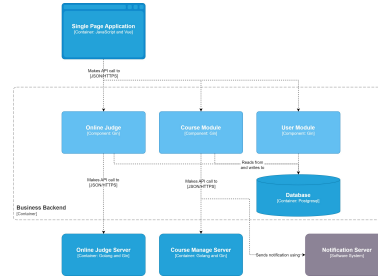 Single Page Application
[Container: JavaScript and Vue]
Makes API call to
[JSON/HTTPS]
Online Judge
[Component: Gin]
Course Module
[Component: Gin]
User Module
[Component: Gin]
Reads from
and writes to
Makes API call to
[JSON/HTTPS]
Makes API call to
[JSON/HTTPS]
Database
[Container: Postgresql]
Business Backend
[Container]
Online Judge Server
[Container: Golang and Gin]
Course Manage Server
[Container: Golang and Gin]
Sends notification using
Notification Server
[Software System]